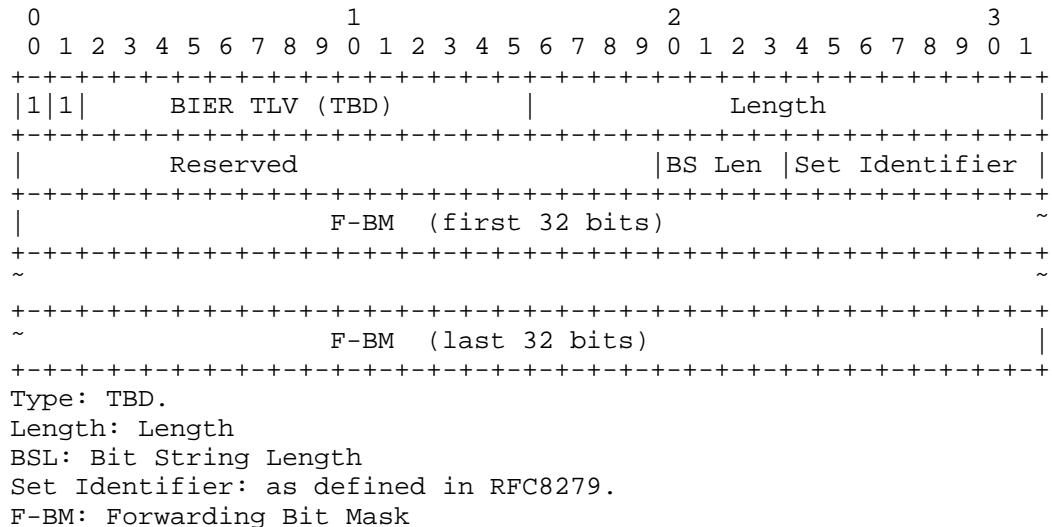 0                   1                   2                   3
 0 1 2 3 4 5 6 7 8 9 0 1 2 3 4 5 6 7 8 9 0 1 2 3 4 5 6 7 8 9 0 1
+-+-+-+-+-+-+-+-+-+-+-+-+-+-+-+-+-+-+-+-+-+-+-+-+-+-+-+-+-+-+-+-+
|1|1|     BIER TLV (TBD)        |            Length             |
+-+-+-+-+-+-+-+-+-+-+-+-+-+-+-+-+-+-+-+-+-+-+-+-+-+-+-+-+-+-+-+-+
|         Reserved                      |BS Len |Set Identifier |
+-+-+-+-+-+-+-+-+-+-+-+-+-+-+-+-+-+-+-+-+-+-+-+-+-+-+-+-+-+-+-+-+
|                   F-BM  (first 32 bits)                       ~
+-+-+-+-+-+-+-+-+-+-+-+-+-+-+-+-+-+-+-+-+-+-+-+-+-+-+-+-+-+-+-+-+
~                                                               ~
+-+-+-+-+-+-+-+-+-+-+-+-+-+-+-+-+-+-+-+-+-+-+-+-+-+-+-+-+-+-+-+-+
~                   F-BM  (last 32 bits)                        |
+-+-+-+-+-+-+-+-+-+-+-+-+-+-+-+-+-+-+-+-+-+-+-+-+-+-+-+-+-+-+-+-+
Type: TBD.
Length: Length
BSL: Bit String Length
Set Identifier: as defined in RFC8279.
F-BM: Forwarding Bit Mask